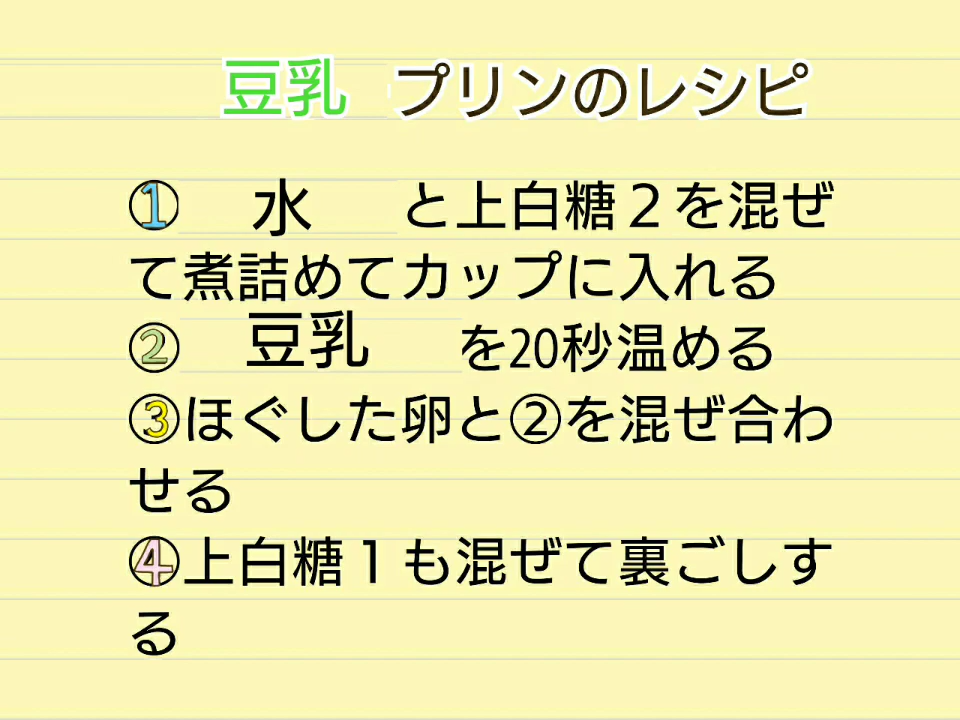 豆乳 プリンのレシピ
① 水 と上白糖２を混ぜ
て煮詰めてカップに入れる
② 豆乳 を20秒温める
③ほぐした卵と②を混ぜ合わ
せる
④上白糖１も混ぜて裏ごしす
る